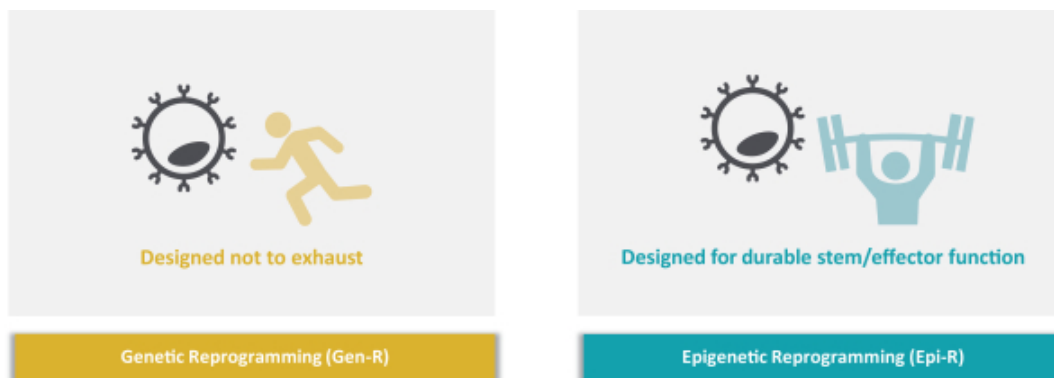 Designed not to exhaust
Genetic Reprogramming (Gen-R)
Designed for durable stem/effector function
Epigenetic Reprogramming (Epi-R)